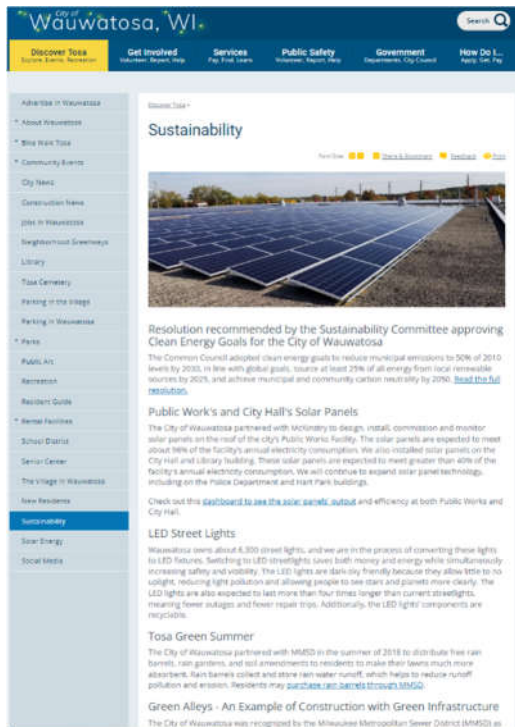 City of
Wauwatosa, WI
Search
Discover Tosa
Explore, Events, Recreation
Get Involved
Volunteer, Report, Help
Services
Pay, Find, Learn
Public Safety
Volunteer, Report, Help
Government
Departments, City Council
How Do I...
Apply, Get, Pay
Advertise in Wauwatosa
About Wauwatosa
Bike Walk Tosa
Community Events
City News
Construction News
Jobs in Wauwatosa
Neighborhood Greenways
Library
Tosa Cemetery
Parking in the Village
Parking in Wauwatosa
Parks
Public Art
Recreation
Resident Guide
Rental Facilities
School District
Senior Center
The Village in Wauwatosa
New Residents
Sustainability
Solar Energy
Social Media
Discover Tosa ›
Sustainability
Font Size:
Share & Bookmark
Feedback
Print
Resolution recommended by the Sustainability Committee approving
Clean Energy Goals for the City of Wauwatosa
The Common Council adopted clean energy goals to reduce municipal emissions to 50% of 2010
levels by 2030, in line with global goals, source at least 25% of all energy from local renewable
sources by 2025, and achieve municipal and community carbon neutrality by 2050. Read the full
resolution.
Public Work's and City Hall's Solar Panels
The City of Wauwatosa partnered with McKinstry to design, install, commission and monitor
solar panels on the roof of the city's Public Works Facility. The solar panels are expected to meet
about 96% of the facility's annual electricity consumption. We also installed solar panels on the
City Hall and Library building. These solar panels are expected to meet greater than 40% of the
facility's annual electricity consumption. We will continue to expand solar panel technology,
including on the Police Department and Hart Park buildings.
Check out this dashboard to see the solar panels' output and efficiency at both Public Works and
City Hall.
LED Street Lights
Wauwatosa owns about 8,300 street lights, and we are in the process of converting these lights
to LED fixtures. Switching to LED streetlights saves both money and energy while simultaneously
increasing safety and visibility. The LED lights are dark-sky friendly because they allow little to no
uplight, reducing light pollution and allowing people to see stars and planets more clearly. The
LED lights are also expected to last more than four times longer than current streetlights,
meaning fewer outages and fewer repair trips. Additionally, the LED lights' components are
recyclable.
Tosa Green Summer
The City of Wauwatosa partnered with MMSD in the summer of 2018 to distribute free rain
barrels, rain gardens, and soil amendments to residents to make their lawns much more
absorbent. Rain barrels collect and store rain water runoff, which helps to reduce runoff
pollution and erosion. Residents may purchase rain barrels through MMSD.
Green Alleys - An Example of Construction with Green Infrastructure
The City of Wauwatosa was recognized by the Milwaukee Metropolitan Sewer District (MMSD) as